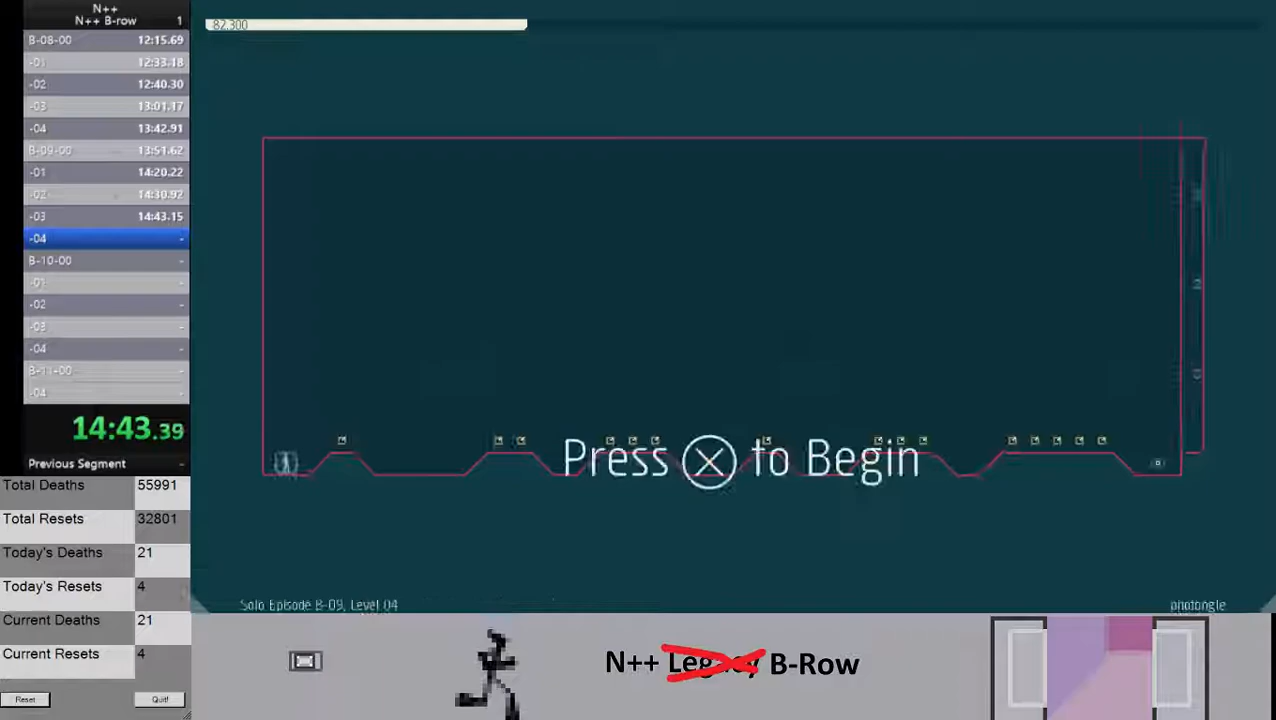 N++
N++ B-row 1
B-08-00 12:15.69
-01 12:33.18
-02 12:40.30
-03 13:01.17
-04 13:42.91
B-09-00 13:51.62
-01 14:20.22
-02 14:30.92
-03 14:43.15
-04 -
B-10-00 -
-01 -
-02 -
-03 -
-04 -
B-11-00 -
-04 -
14:43.39
Previous Segment -
Total Deaths 55991
Total Resets 32801
Today's Deaths 21
Today's Resets 4
Current Deaths 21
Current Resets 4
Reset Quit!
82.300
Press X to Begin
Solo Episode B-09, Level 04
photongle
N++ Legacy B-Row